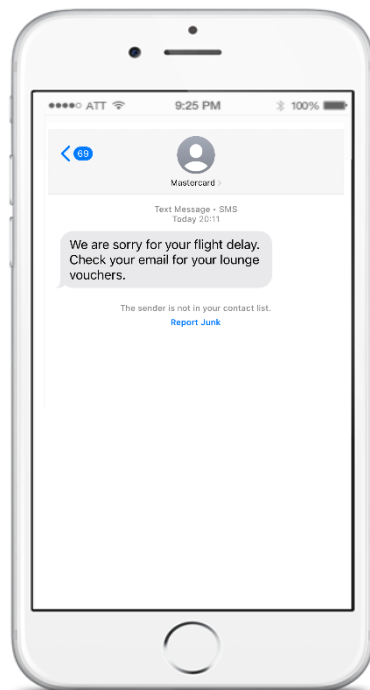 ATT 9:25 PM 100%
69
Mastercard
Text Message • SMS
Today 20:11
We are sorry for your flight delay.
Check your email for your lounge
vouchers.
The sender is not in your contact list.
Report Junk